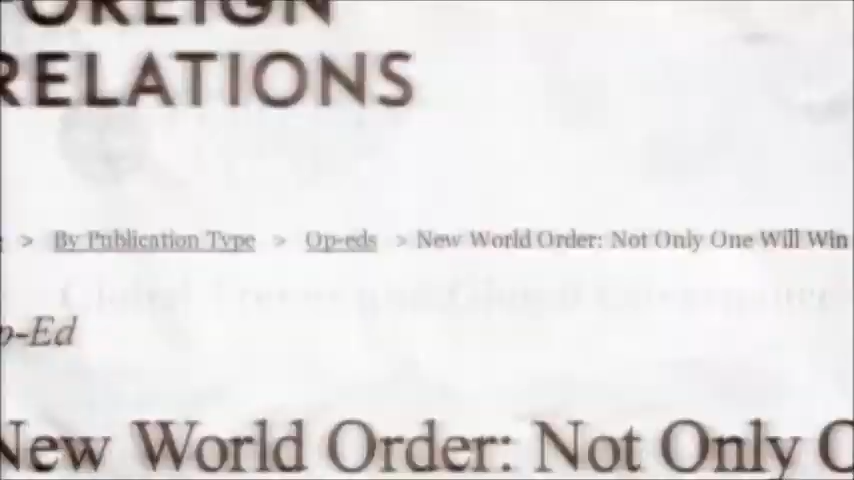 FOREIGN
RELATIONS
> By Publication Type > Op-eds > New World Order: Not Only One Will Win
p-Ed
New World Order: Not Only O